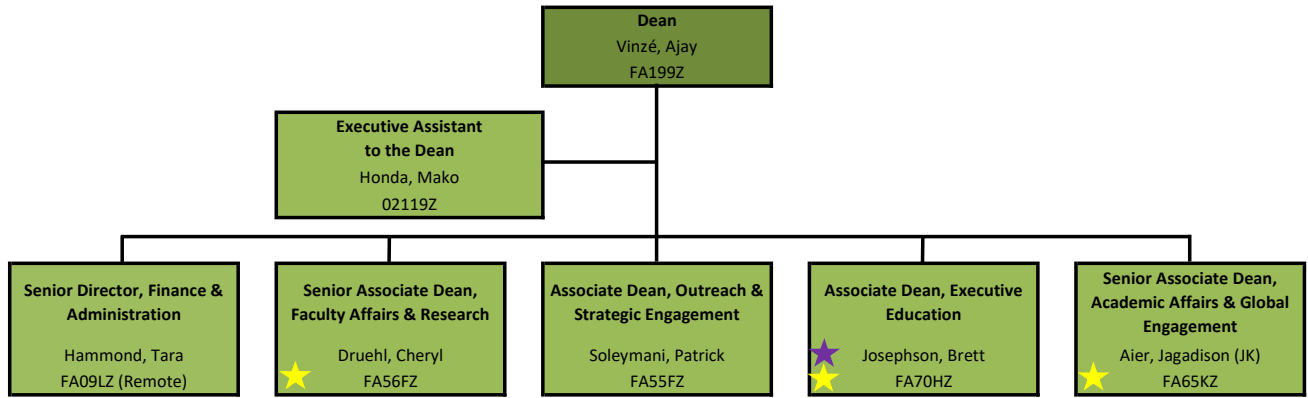 Dean
Vinzé, Ajay
FA199Z
Executive Assistant
to the Dean
Honda, Mako
02119Z
Senior Director, Finance &
Administration
Hammond, Tara
FA09LZ (Remote)
Senior Associate Dean,
Faculty Affairs & Research
Druehl, Cheryl
FA56FZ
Associate Dean, Outreach &
Strategic Engagement
Soleymani, Patrick
FA55FZ
Associate Dean, Executive
Education
Josephson, Brett
FA70HZ
Senior Associate Dean,
Academic Affairs & Global
Engagement
Aier, Jagadison (JK)
FA65KZ